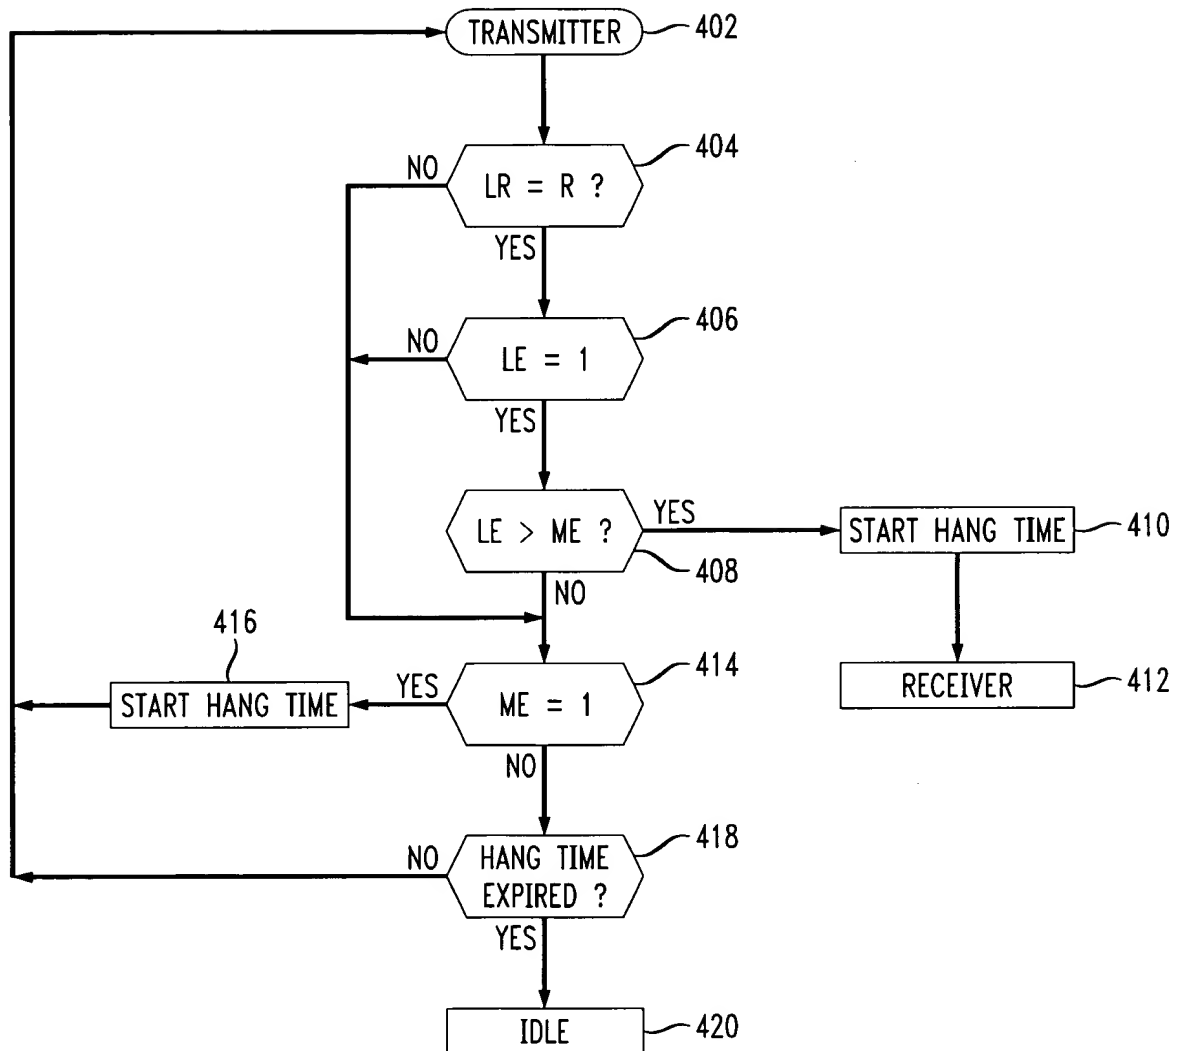 TRANSMITTER
402
404
NO
LR = R ?
YES
406
NO
LE = 1
YES
LE > ME ?
YES
408
START HANG TIME
410
NO
416
414
START HANG TIME
YES
ME = 1
RECEIVER
412
NO
418
NO
HANG TIME
EXPIRED ?
YES
IDLE
420